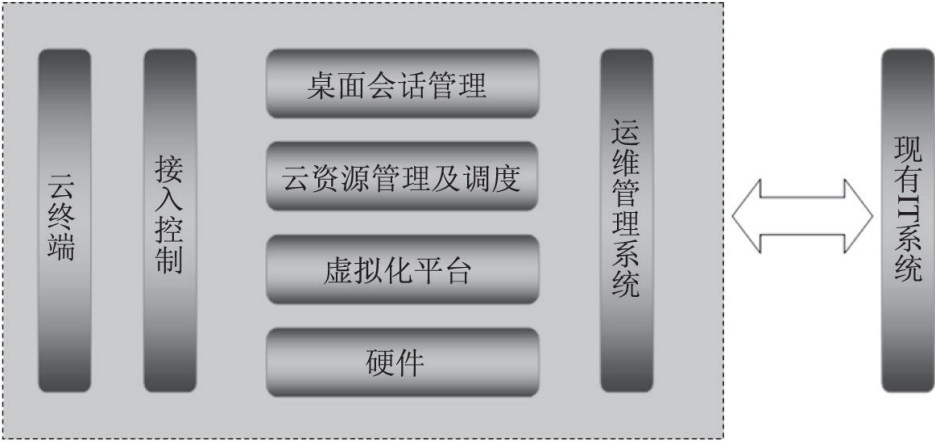 云终端
接入控制
桌面会话管理
云资源管理及调度
虚拟化平台
硬件
运维管理系统
现有IT系统